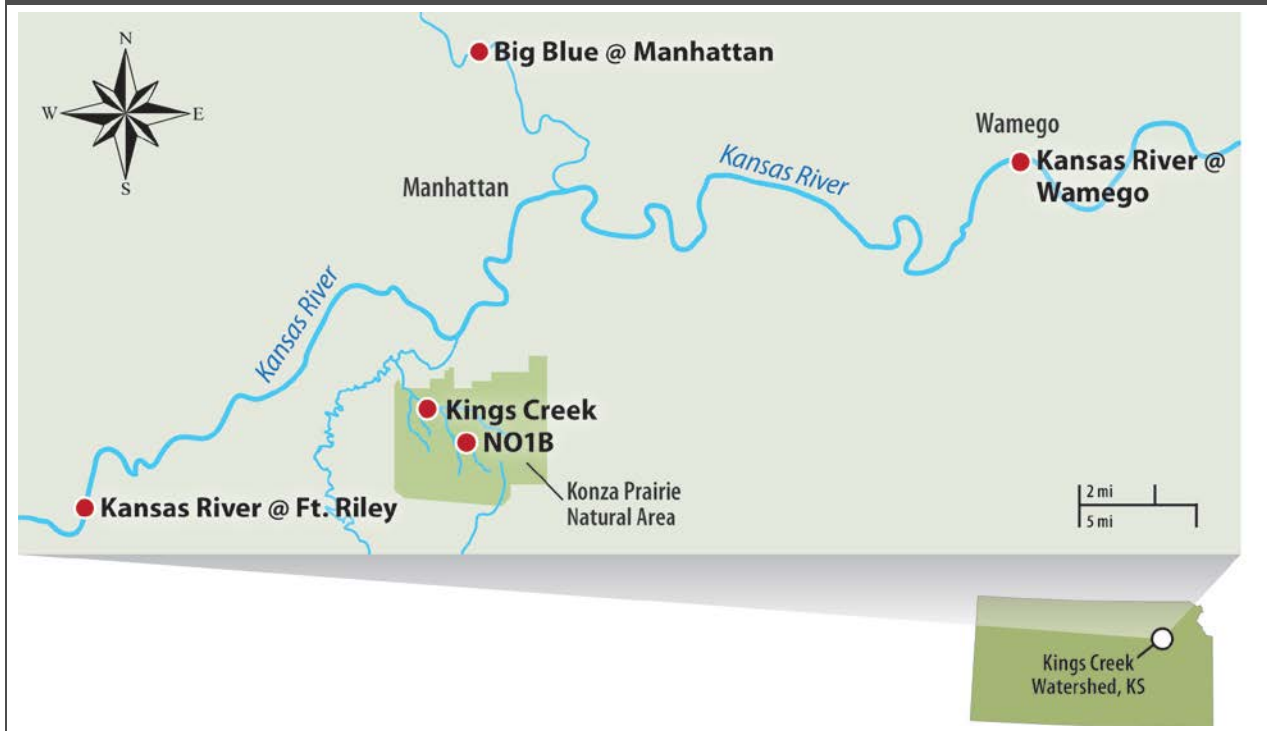 N
W
E
S
Big Blue @ Manhattan
Wamego
Kansas River @
Wamego
Kansas River
Manhattan
Kansas River
Kings Creek
NO1B
Konza Prairie
Natural Area
Kansas River @ Ft. Riley
2 mi
5 mi
Kings Creek
Watershed, KS